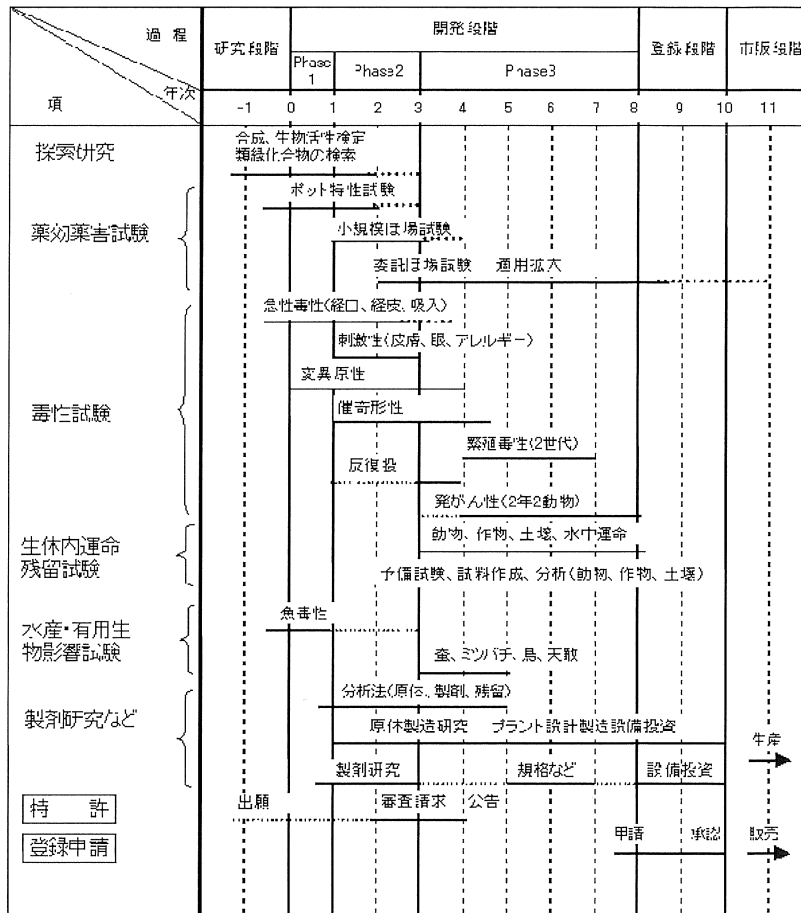 過 程
年次
項
研究段階
開発段階
登録段階
市販段階
Phase
1
Phase2
Phase3
-1 0 1 2 3 4 5 6 7 8 9 10 11
探索研究
合成、生物活性検定
類縁化合物の検索
薬効薬害試験
ポット特性試験
小規模ほ場試験
委託ほ場試験 適用拡大
毒性試験
急性毒性(経口、経皮、吸入)
刺激性(皮膚、眼、アレルギー)
変異原性
催奇形性
繁殖毒性(2世代)
反復投
発がん性(2年2動物)
生体内運命
残留試験
動物、作物、土壌、水中運命
予備試験、試料作成、分析(動物、作物、土壌)
水産・有用生
物影響試験
魚毒性
蚕、ミツバチ、鳥、天敵
製剤研究など
分析法(原体、製剤、残留)
原体製造研究 プラント設計製造設備投資
生産
製剤研究 規格など 設備投資
特 許
出願 審査請求 公告
登録申請
申請 承認 販売